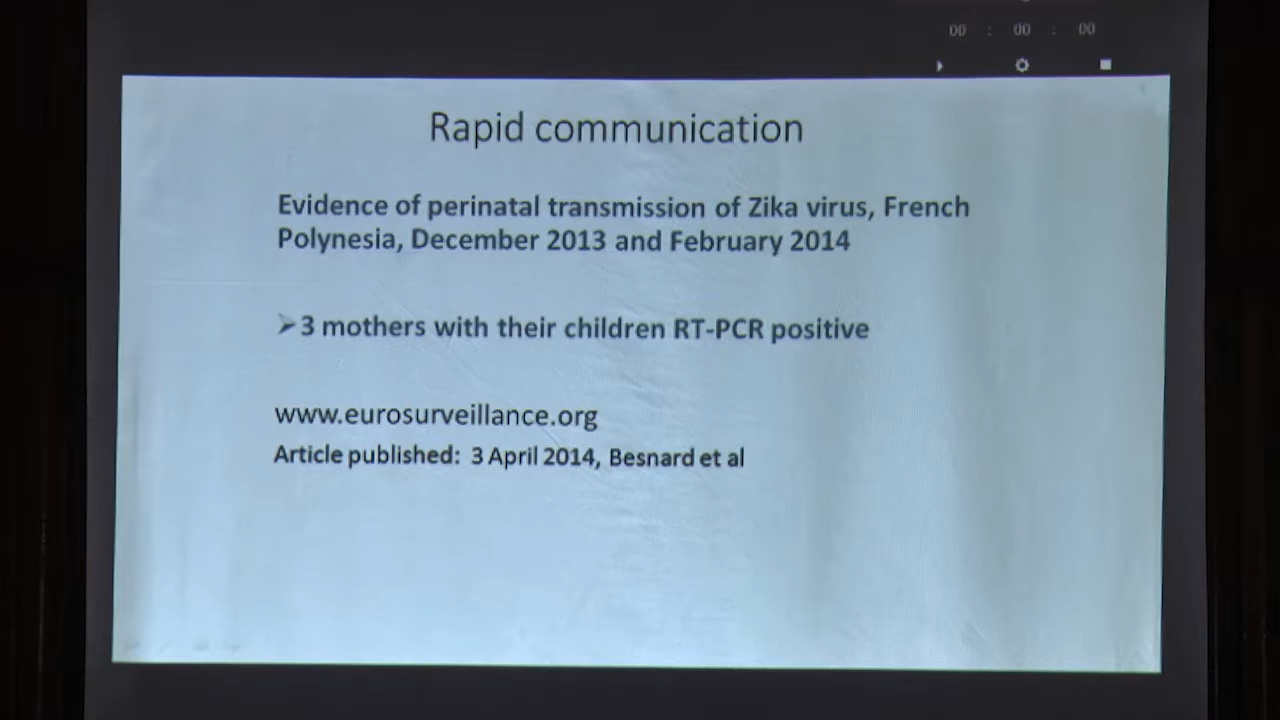 00 : 00 : 00
Rapid communication
Evidence of perinatal transmission of Zika virus, French
Polynesia, December 2013 and February 2014
➢3 mothers with their children RT-PCR positive
www.eurosurveillance.org
Article published: 3 April 2014, Besnard et al